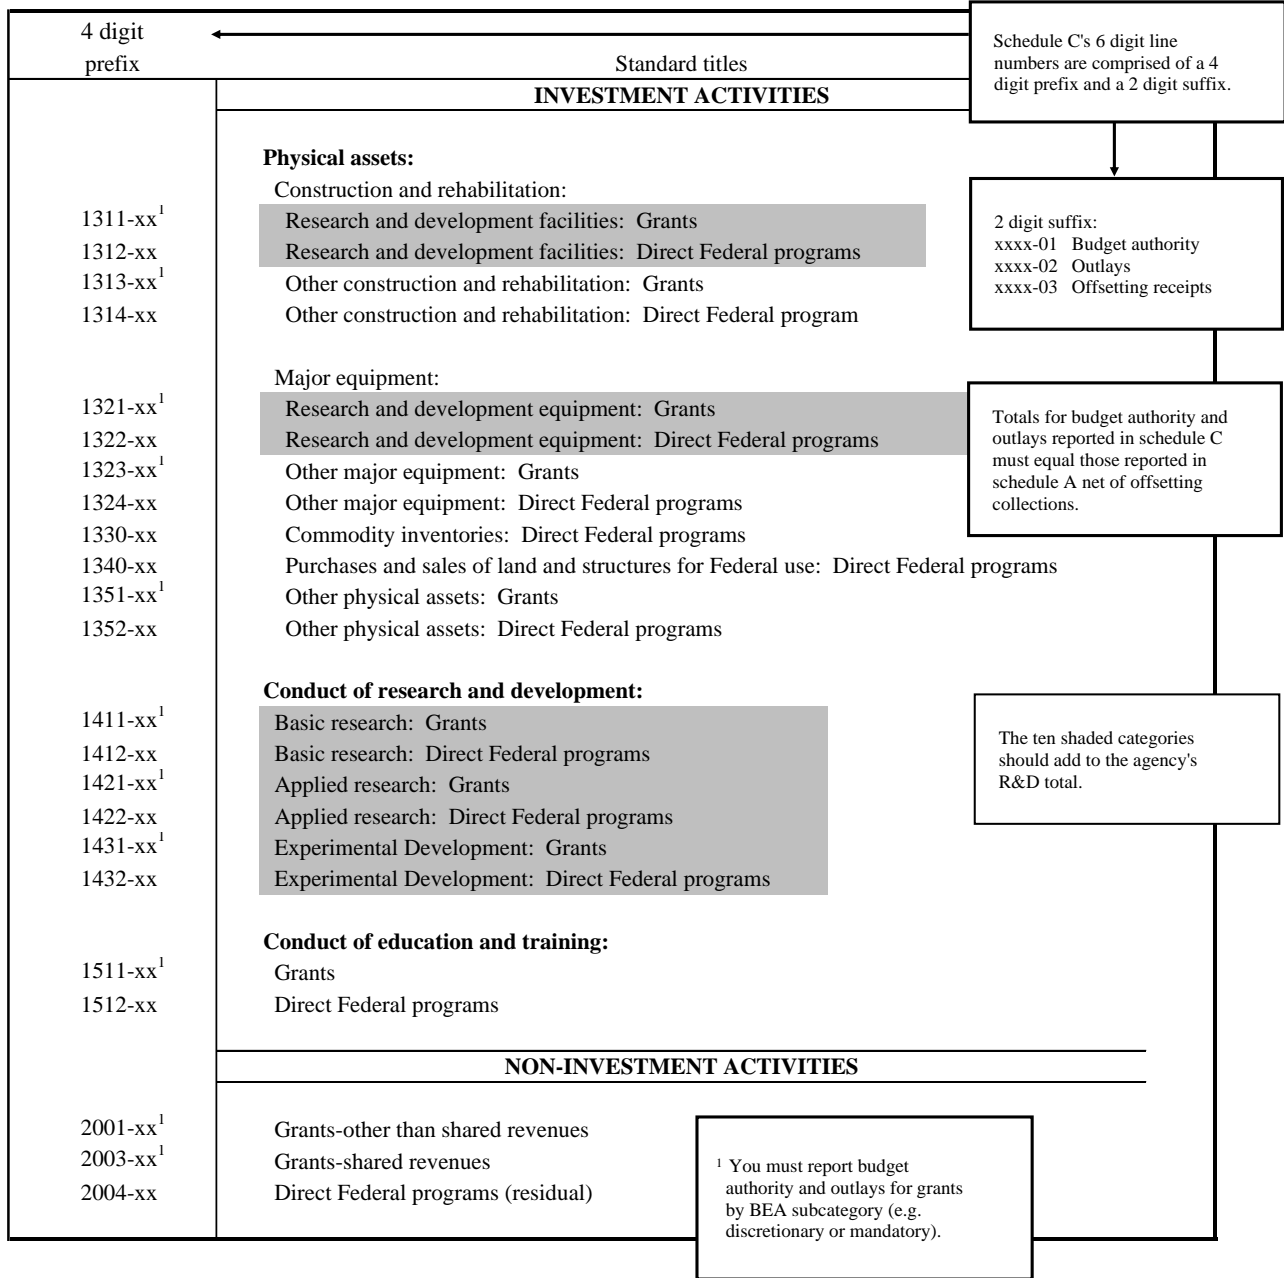 4 digit
prefix Standard titles
Schedule C's 6 digit line
numbers are comprised of a 4
digit prefix and a 2 digit suffix.
INVESTMENT ACTIVITIES
Physical assets:
Construction and rehabilitation:
1311-xx¹ Research and development facilities: Grants
1312-xx Research and development facilities: Direct Federal programs
1313-xx¹ Other construction and rehabilitation: Grants
1314-xx Other construction and rehabilitation: Direct Federal program
2 digit suffix:
xxxx-01 Budget authority
xxxx-02 Outlays
xxxx-03 Offsetting receipts
Major equipment:
1321-xx¹ Research and development equipment: Grants
1322-xx Research and development equipment: Direct Federal programs
1323-xx¹ Other major equipment: Grants
1324-xx Other major equipment: Direct Federal programs
1330-xx Commodity inventories: Direct Federal programs
1340-xx Purchases and sales of land and structures for Federal use: Direct Federal programs
1351-xx¹ Other physical assets: Grants
1352-xx Other physical assets: Direct Federal programs
Totals for budget authority and
outlays reported in schedule C
must equal those reported in
schedule A net of offsetting
collections.
Conduct of research and development:
1411-xx¹ Basic research: Grants
1412-xx Basic research: Direct Federal programs
1421-xx¹ Applied research: Grants
1422-xx Applied research: Direct Federal programs
1431-xx¹ Experimental Development: Grants
1432-xx Experimental Development: Direct Federal programs
The ten shaded categories
should add to the agency's
R&D total.
Conduct of education and training:
1511-xx¹ Grants
1512-xx Direct Federal programs
NON-INVESTMENT ACTIVITIES
2001-xx¹ Grants-other than shared revenues
2003-xx¹ Grants-shared revenues
2004-xx Direct Federal programs (residual)
¹ You must report budget
authority and outlays for grants
by BEA subcategory (e.g.
discretionary or mandatory).